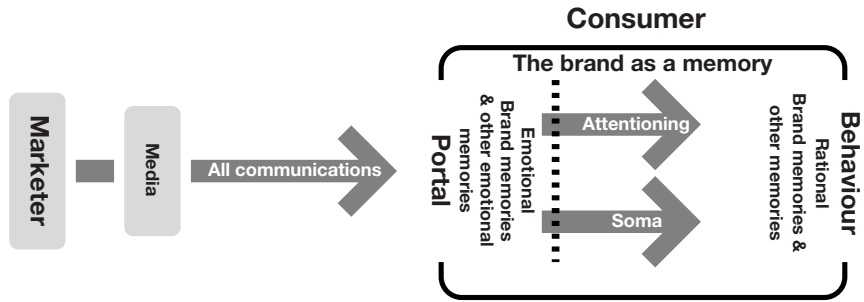 Consumer
The brand as a memory
Marketer
Media
All communications
Portal
Emotional
Brand memories
& other emotional
memories
Attentioning
Soma
Rational
Brand memories &
other memories
Behaviour